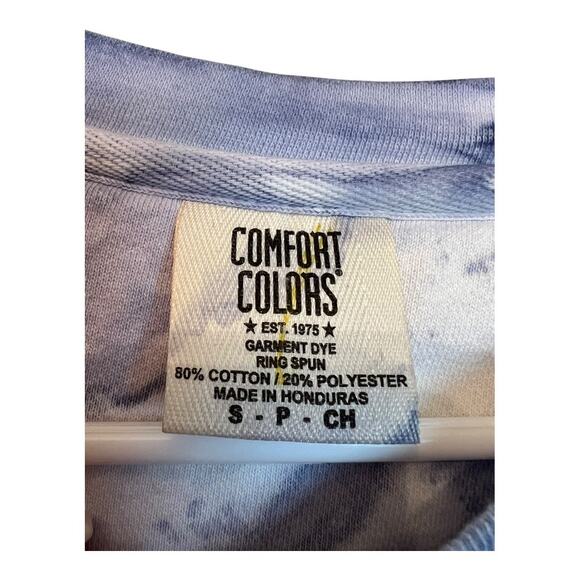 COMFORT
COLORS®
★ EST. 1975 ★
GARMENT DYE
RING SPUN
80% COTTON / 20% POLYESTER
MADE IN HONDURAS
S - P - CH